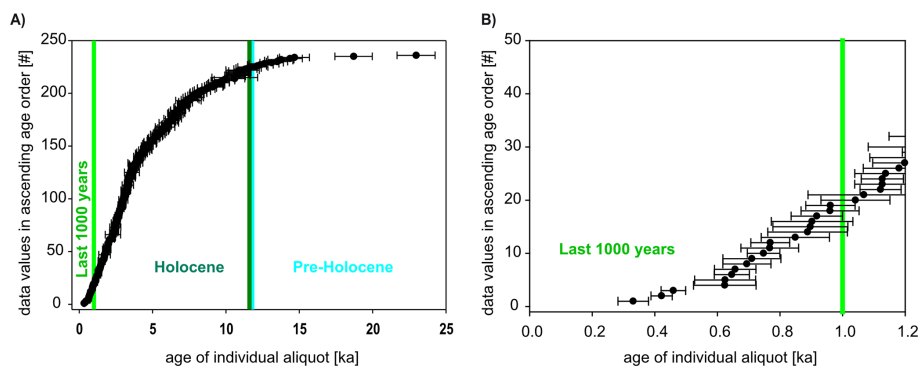 A)
data values in ascending age order [#]
250
200
150
100
50
0
Last 1000 years
Holocene
Pre-Holocene
0
5
10
15
20
25
age of individual aliquot [ka]
B)
data values in ascending age order [#]
50
40
30
20
10
0
Last 1000 years
0.0
0.2
0.4
0.6
0.8
1.0
1.2
age of individual aliquot [ka]